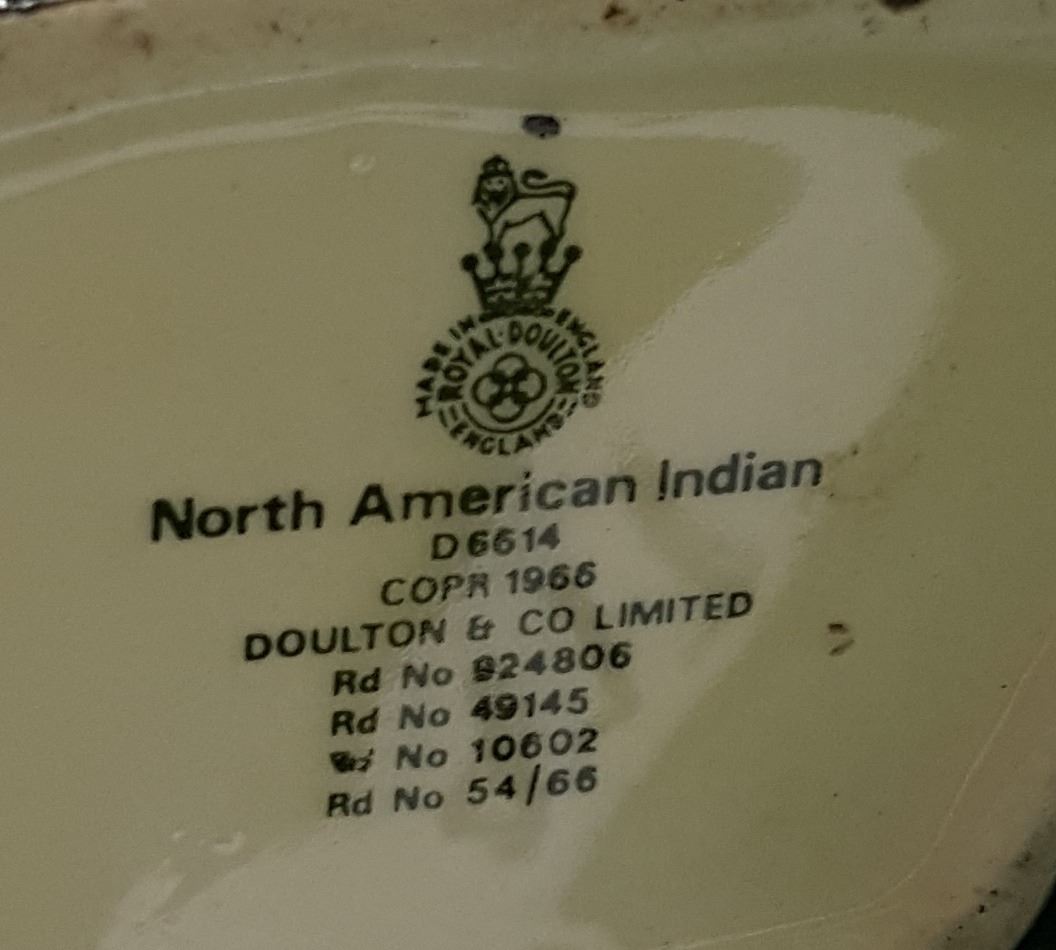 MADE IN ENGLAND
ROYAL·DOULTON
ENGLAND
North American Indian
D 6614
COPR 1966
DOULTON & CO LIMITED
Rd No 924806
Rd No 49145
No 10602
Rd No 54/66